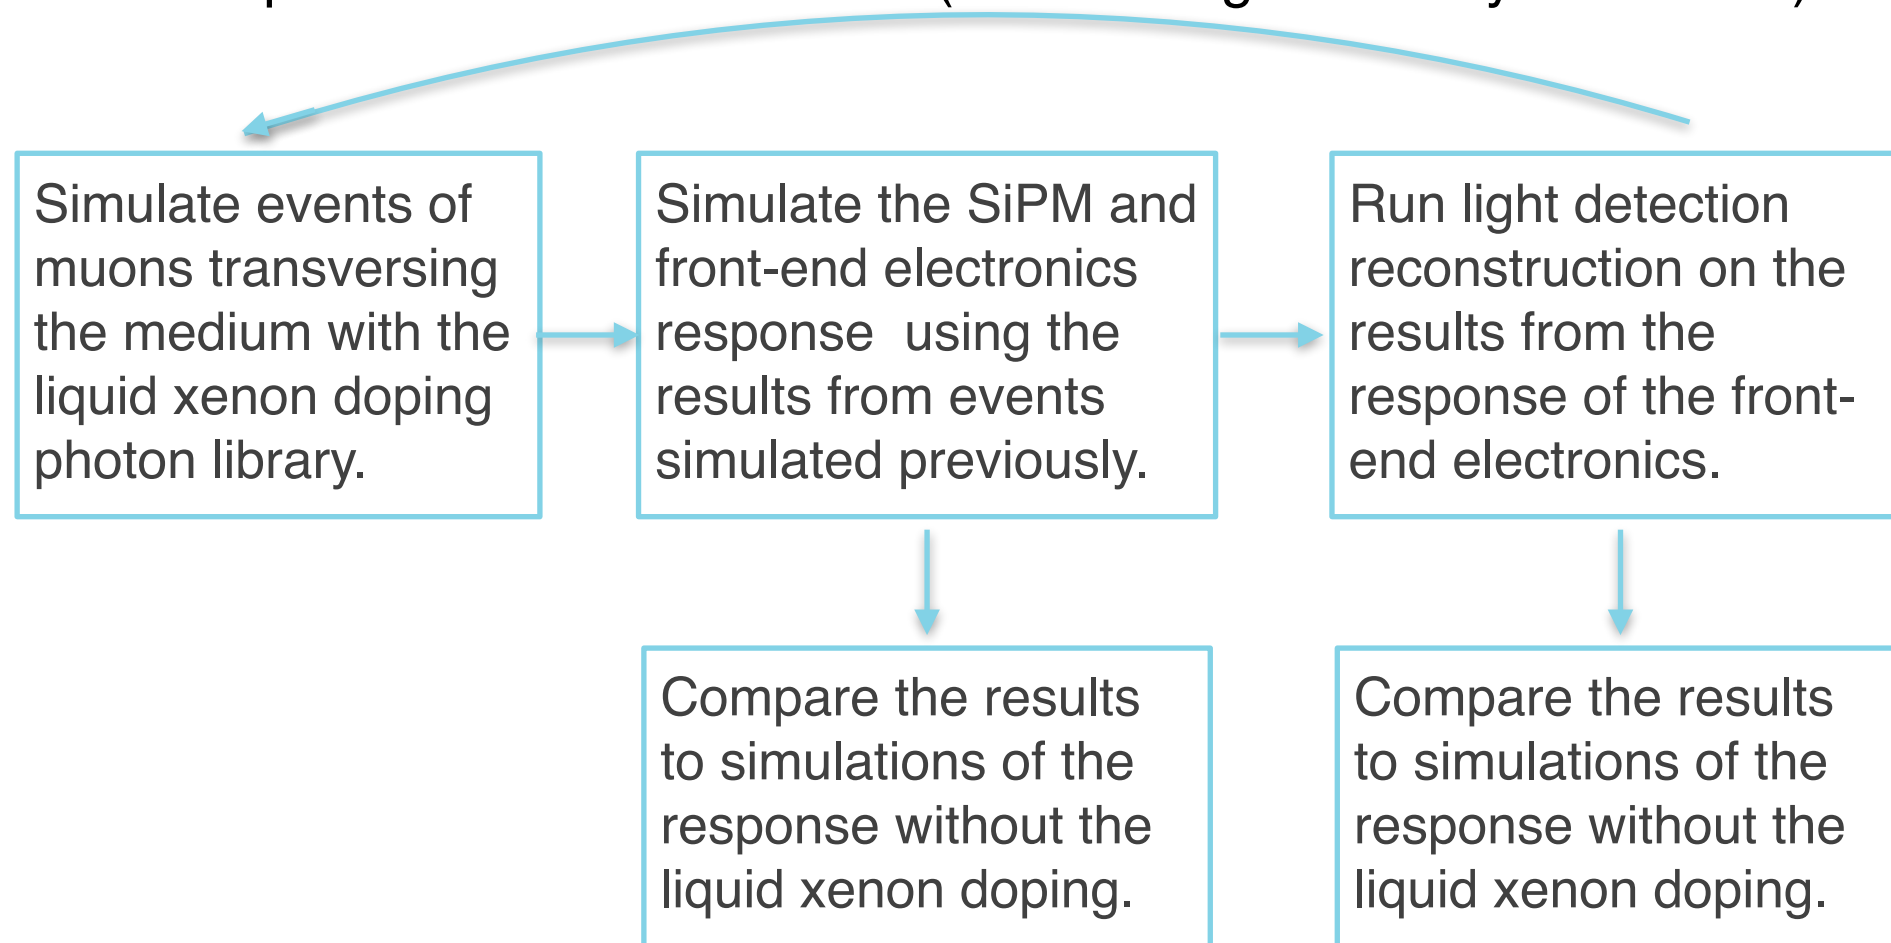 Simulate events of
muons transversing
the medium with the
liquid xenon doping
photon library.
Simulate the SiPM and
front-end electronics
response  using the
results from events
simulated previously.
Run light detection
reconstruction on the
results from the
response of the front-
end electronics.
Compare the results
to simulations of the
response without the
liquid xenon doping.
Compare the results
to simulations of the
response without the
liquid xenon doping.